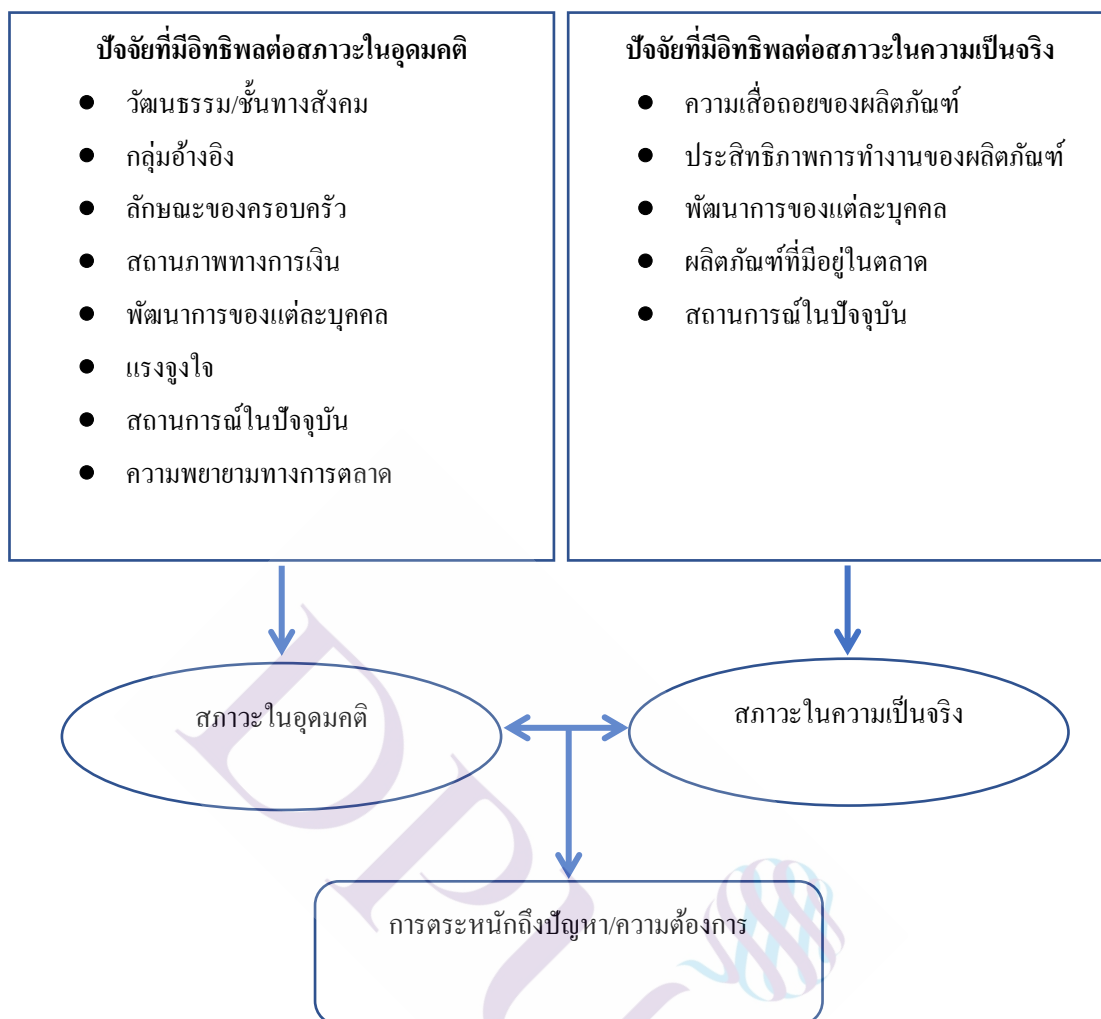 ปัจจัยที่มีอิทธิพลต่อสภาวะในอุดมคติ
● วัฒนธรรม/ชั้นทางสังคม
● กลุ่มอ้างอิง
● ลักษณะของครอบครัว
● สถานภาพทางการเงิน
● พัฒนาการของแต่ละบุคคล
● แรงจูงใจ
● สถานการณ์ในปัจจุบัน
● ความพยายามทางการตลาด
ปัจจัยที่มีอิทธิพลต่อสภาวะในความเป็นจริง
● ความเสื่อถอยของผลิตภัณฑ์
● ประสิทธิภาพการทำงานของผลิตภัณฑ์
● พัฒนาการของแต่ละบุคคล
● ผลิตภัณฑ์ที่มีอยู่ในตลาด
● สถานการณ์ในปัจจุบัน
สภาวะในอุดมคติ
สภาวะในความเป็นจริง
การตระหนักถึงปัญหา/ความต้องการ
DPU